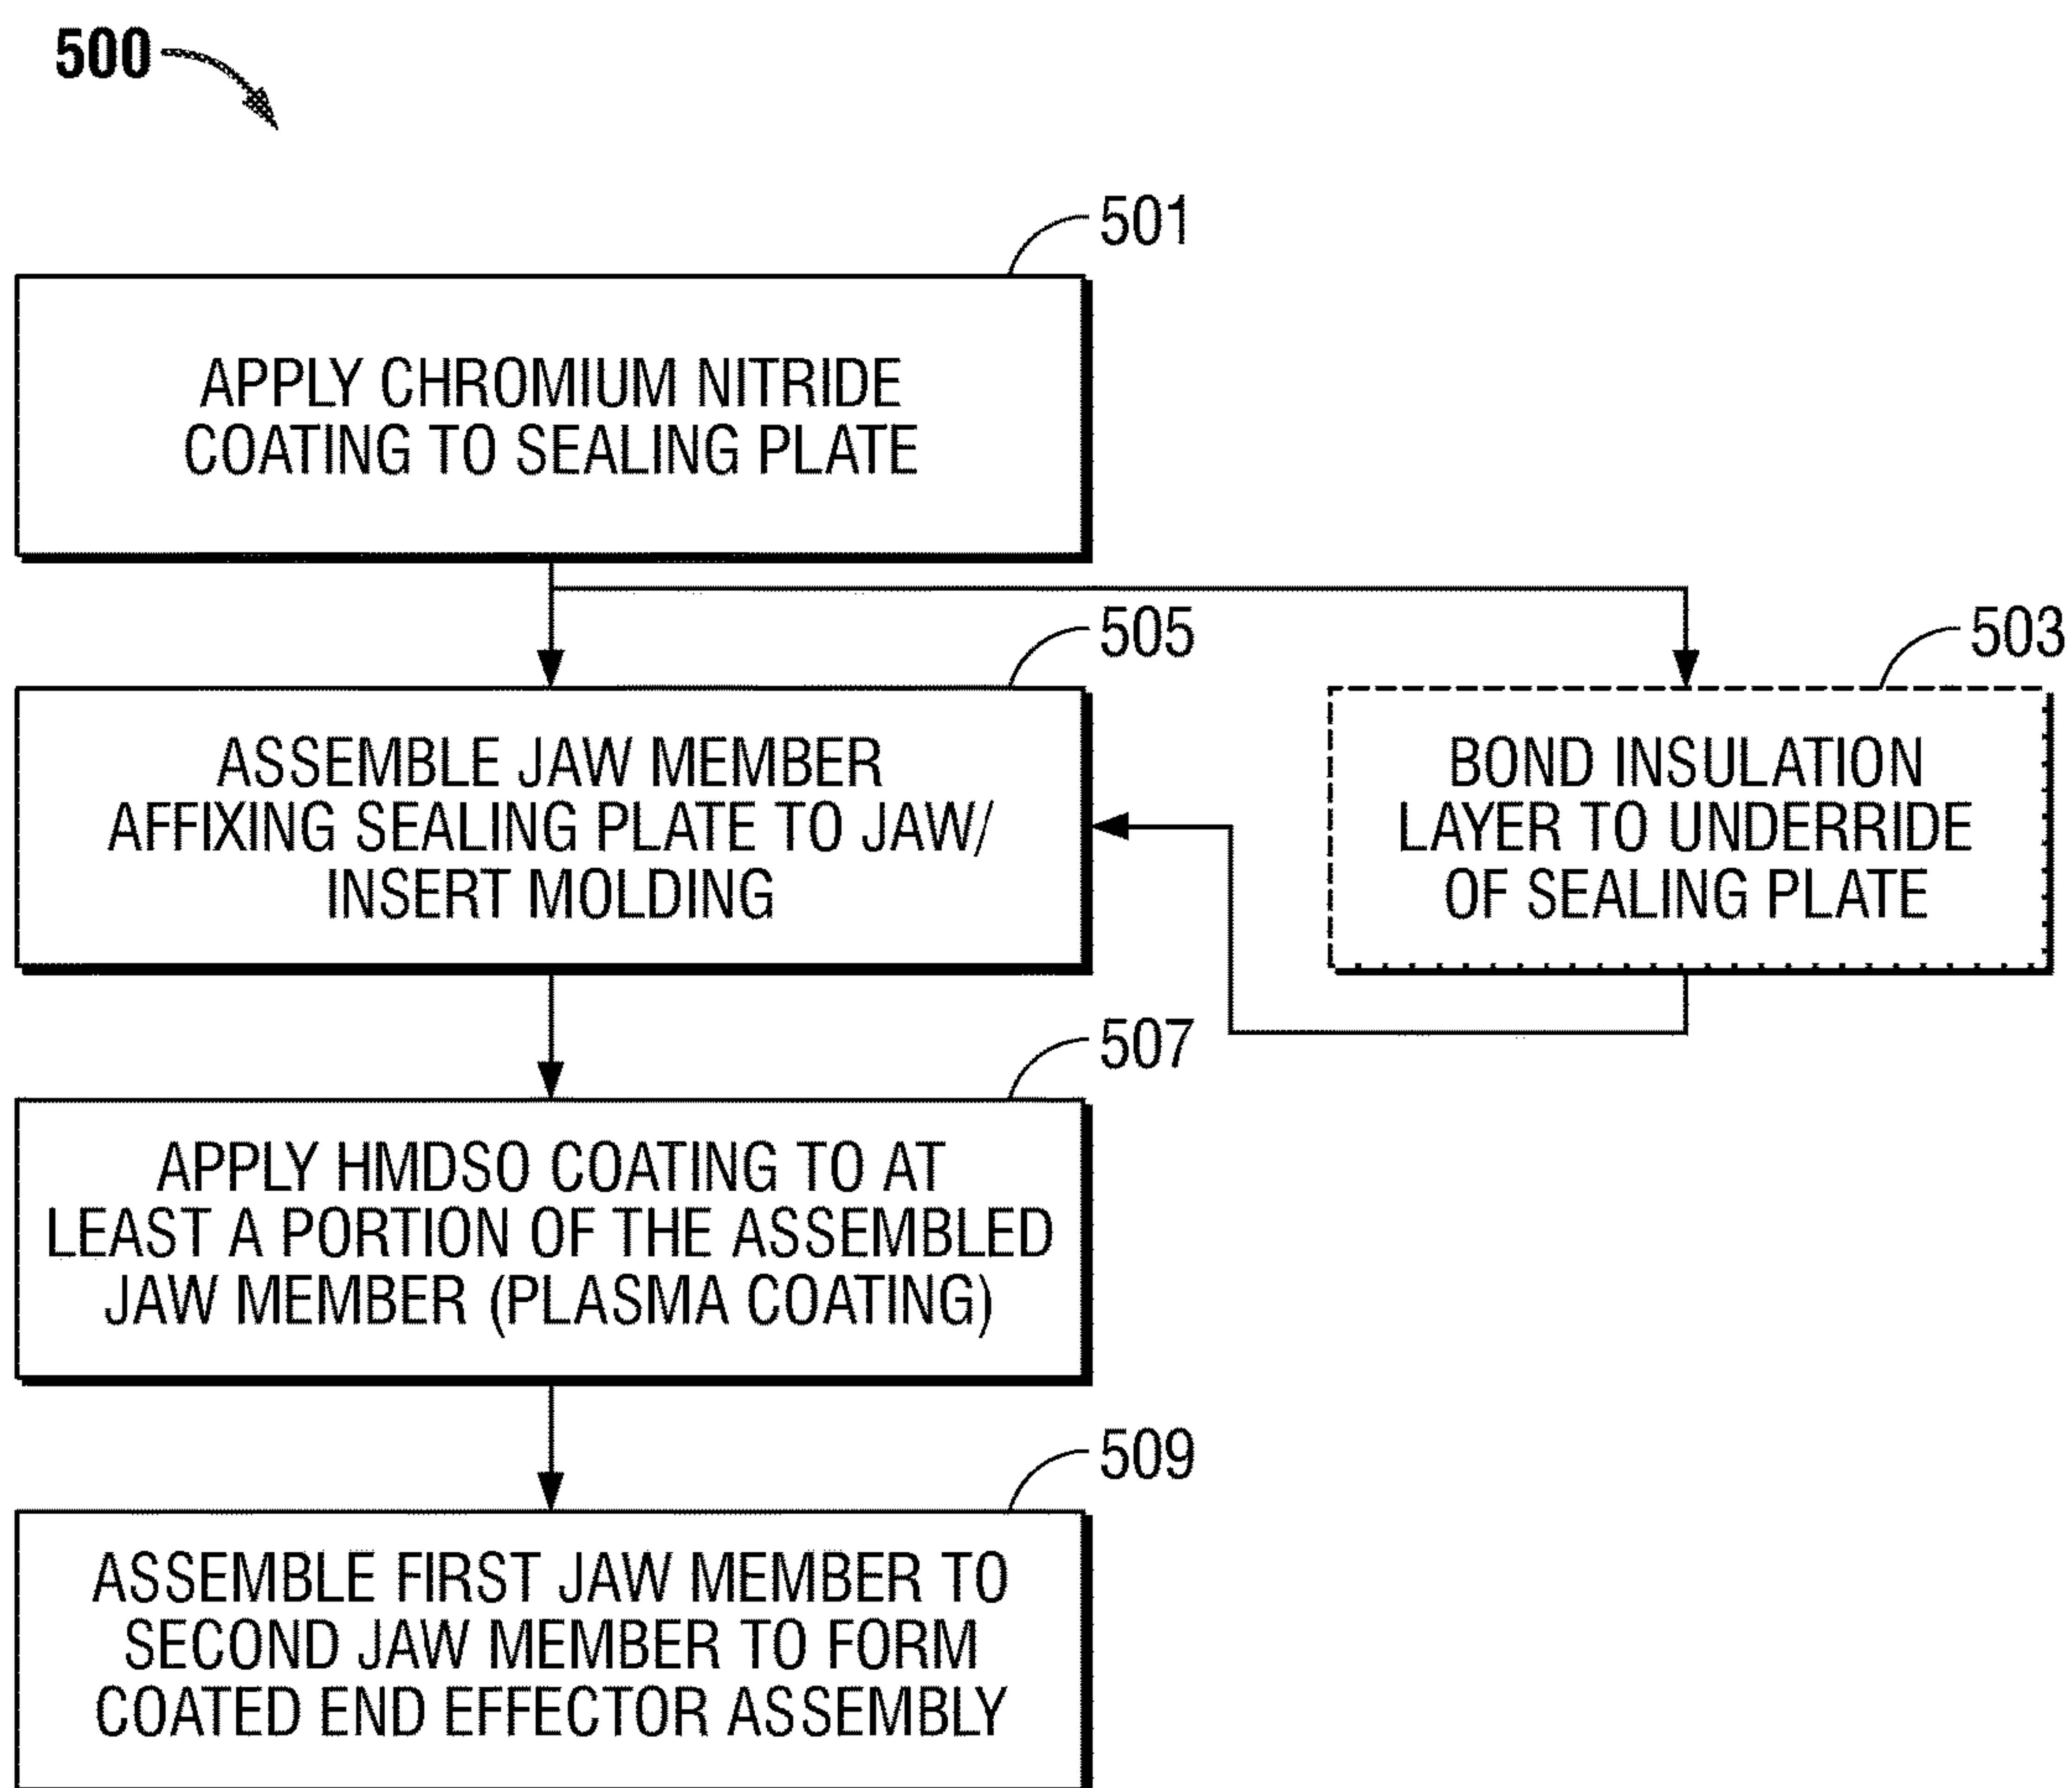 500
501
APPLY CHROMIUM NITRIDE
COATING TO SEALING PLATE
505
ASSEMBLE JAW MEMBER
AFFIXING SEALING PLATE TO JAW/
INSERT MOLDING
503
BOND INSULATION
LAYER TO UNDERRIDE
OF SEALING PLATE
507
APPLY HMDSO COATING TO AT
LEAST A PORTION OF THE ASSEMBLED
JAW MEMBER (PLASMA COATING)
509
ASSEMBLE FIRST JAW MEMBER TO
SECOND JAW MEMBER TO FORM
COATED END EFFECTOR ASSEMBLY